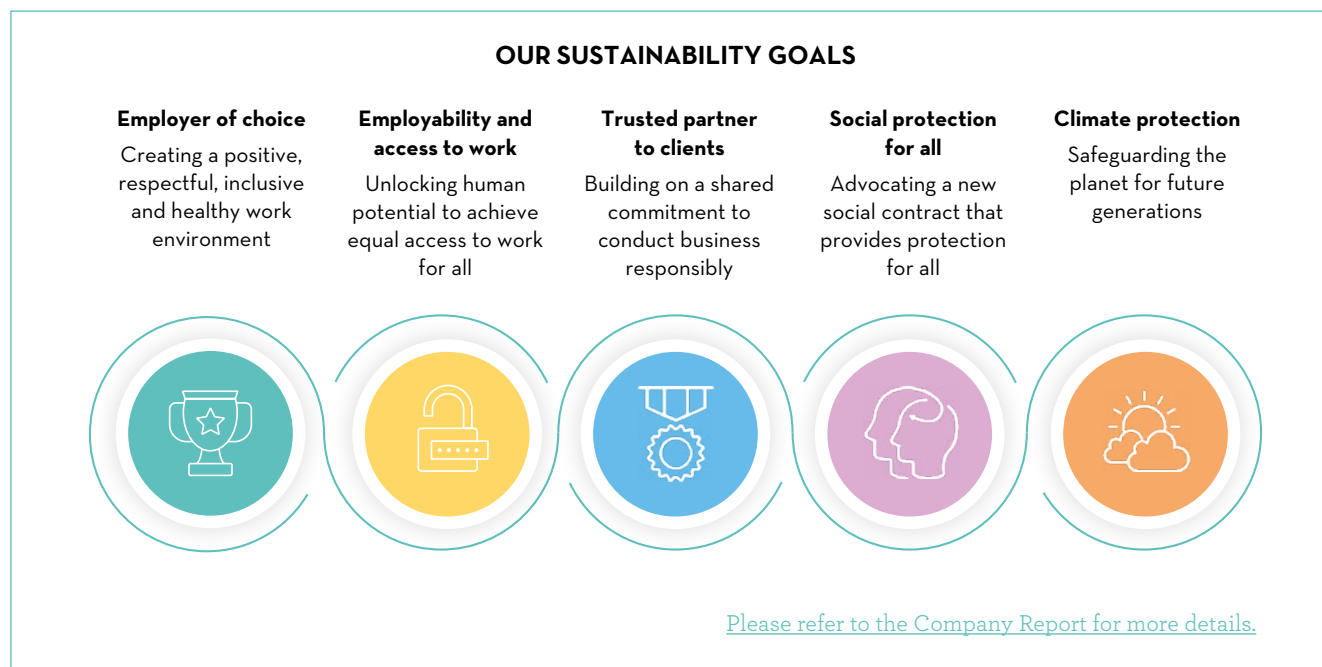 OUR SUSTAINABILITY GOALS
Employer of choice
Creating a positive,
respectful, inclusive
and healthy work
environment
Employability and
access to work
Unlocking human
potential to achieve
equal access to work
for all
Trusted partner
to clients
Building on a shared
commitment to
conduct business
responsibly
Social protection
for all
Advocating a new
social contract that
provides protection
for all
Climate protection
Safeguarding the
planet for future
generations
Please refer to the Company Report for more details.